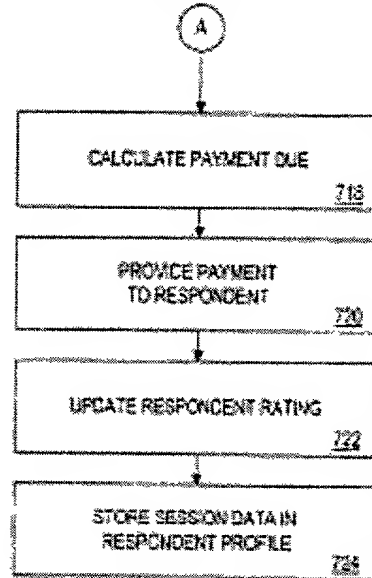 A
CALCULATE PAYMENT DUE
718
PROVIDE PAYMENT
TO RESPONDENT
720
UPDATE RESPONDENT RATING
722
STORE SESSION DATA IN
RESPONDENT PROFILE
724